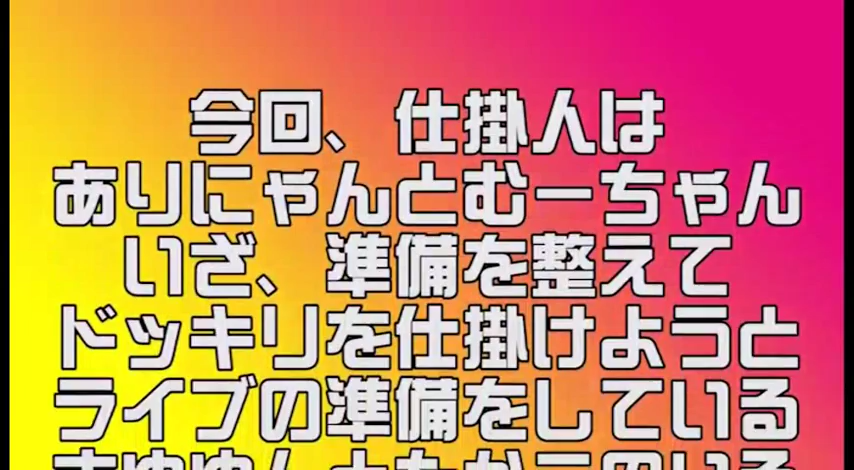 今回、仕掛人は
ありにゃんとむーちゃん
いざ、準備を整えて
ドッキリを仕掛けようと
ライブの準備をしている